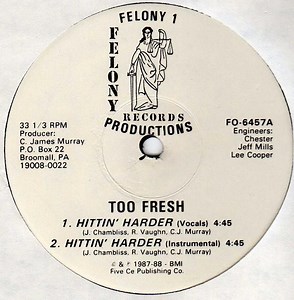 FELONY 1
FELONY
RECORDS
PRODUCTIONS
33 1/3 RPM
Producer:
C. James Murray
P.O. Box 22
Broomall, PA
19008-0022
FO-6457A
Engineers:
Chester
Jeff Mills
Lee Cooper
TOO FRESH
1. HITTIN' HARDER (Vocals) 4:45
(J. Chambliss, R. Vaughn, C.J. Murray)
2. HITTIN' HARDER (Instrumental) 4:45
(J. Chambliss, R. Vaughn, C.J. Murray)
© & ℗ 1987-88 - BMI
Five Ce Publishing Co.